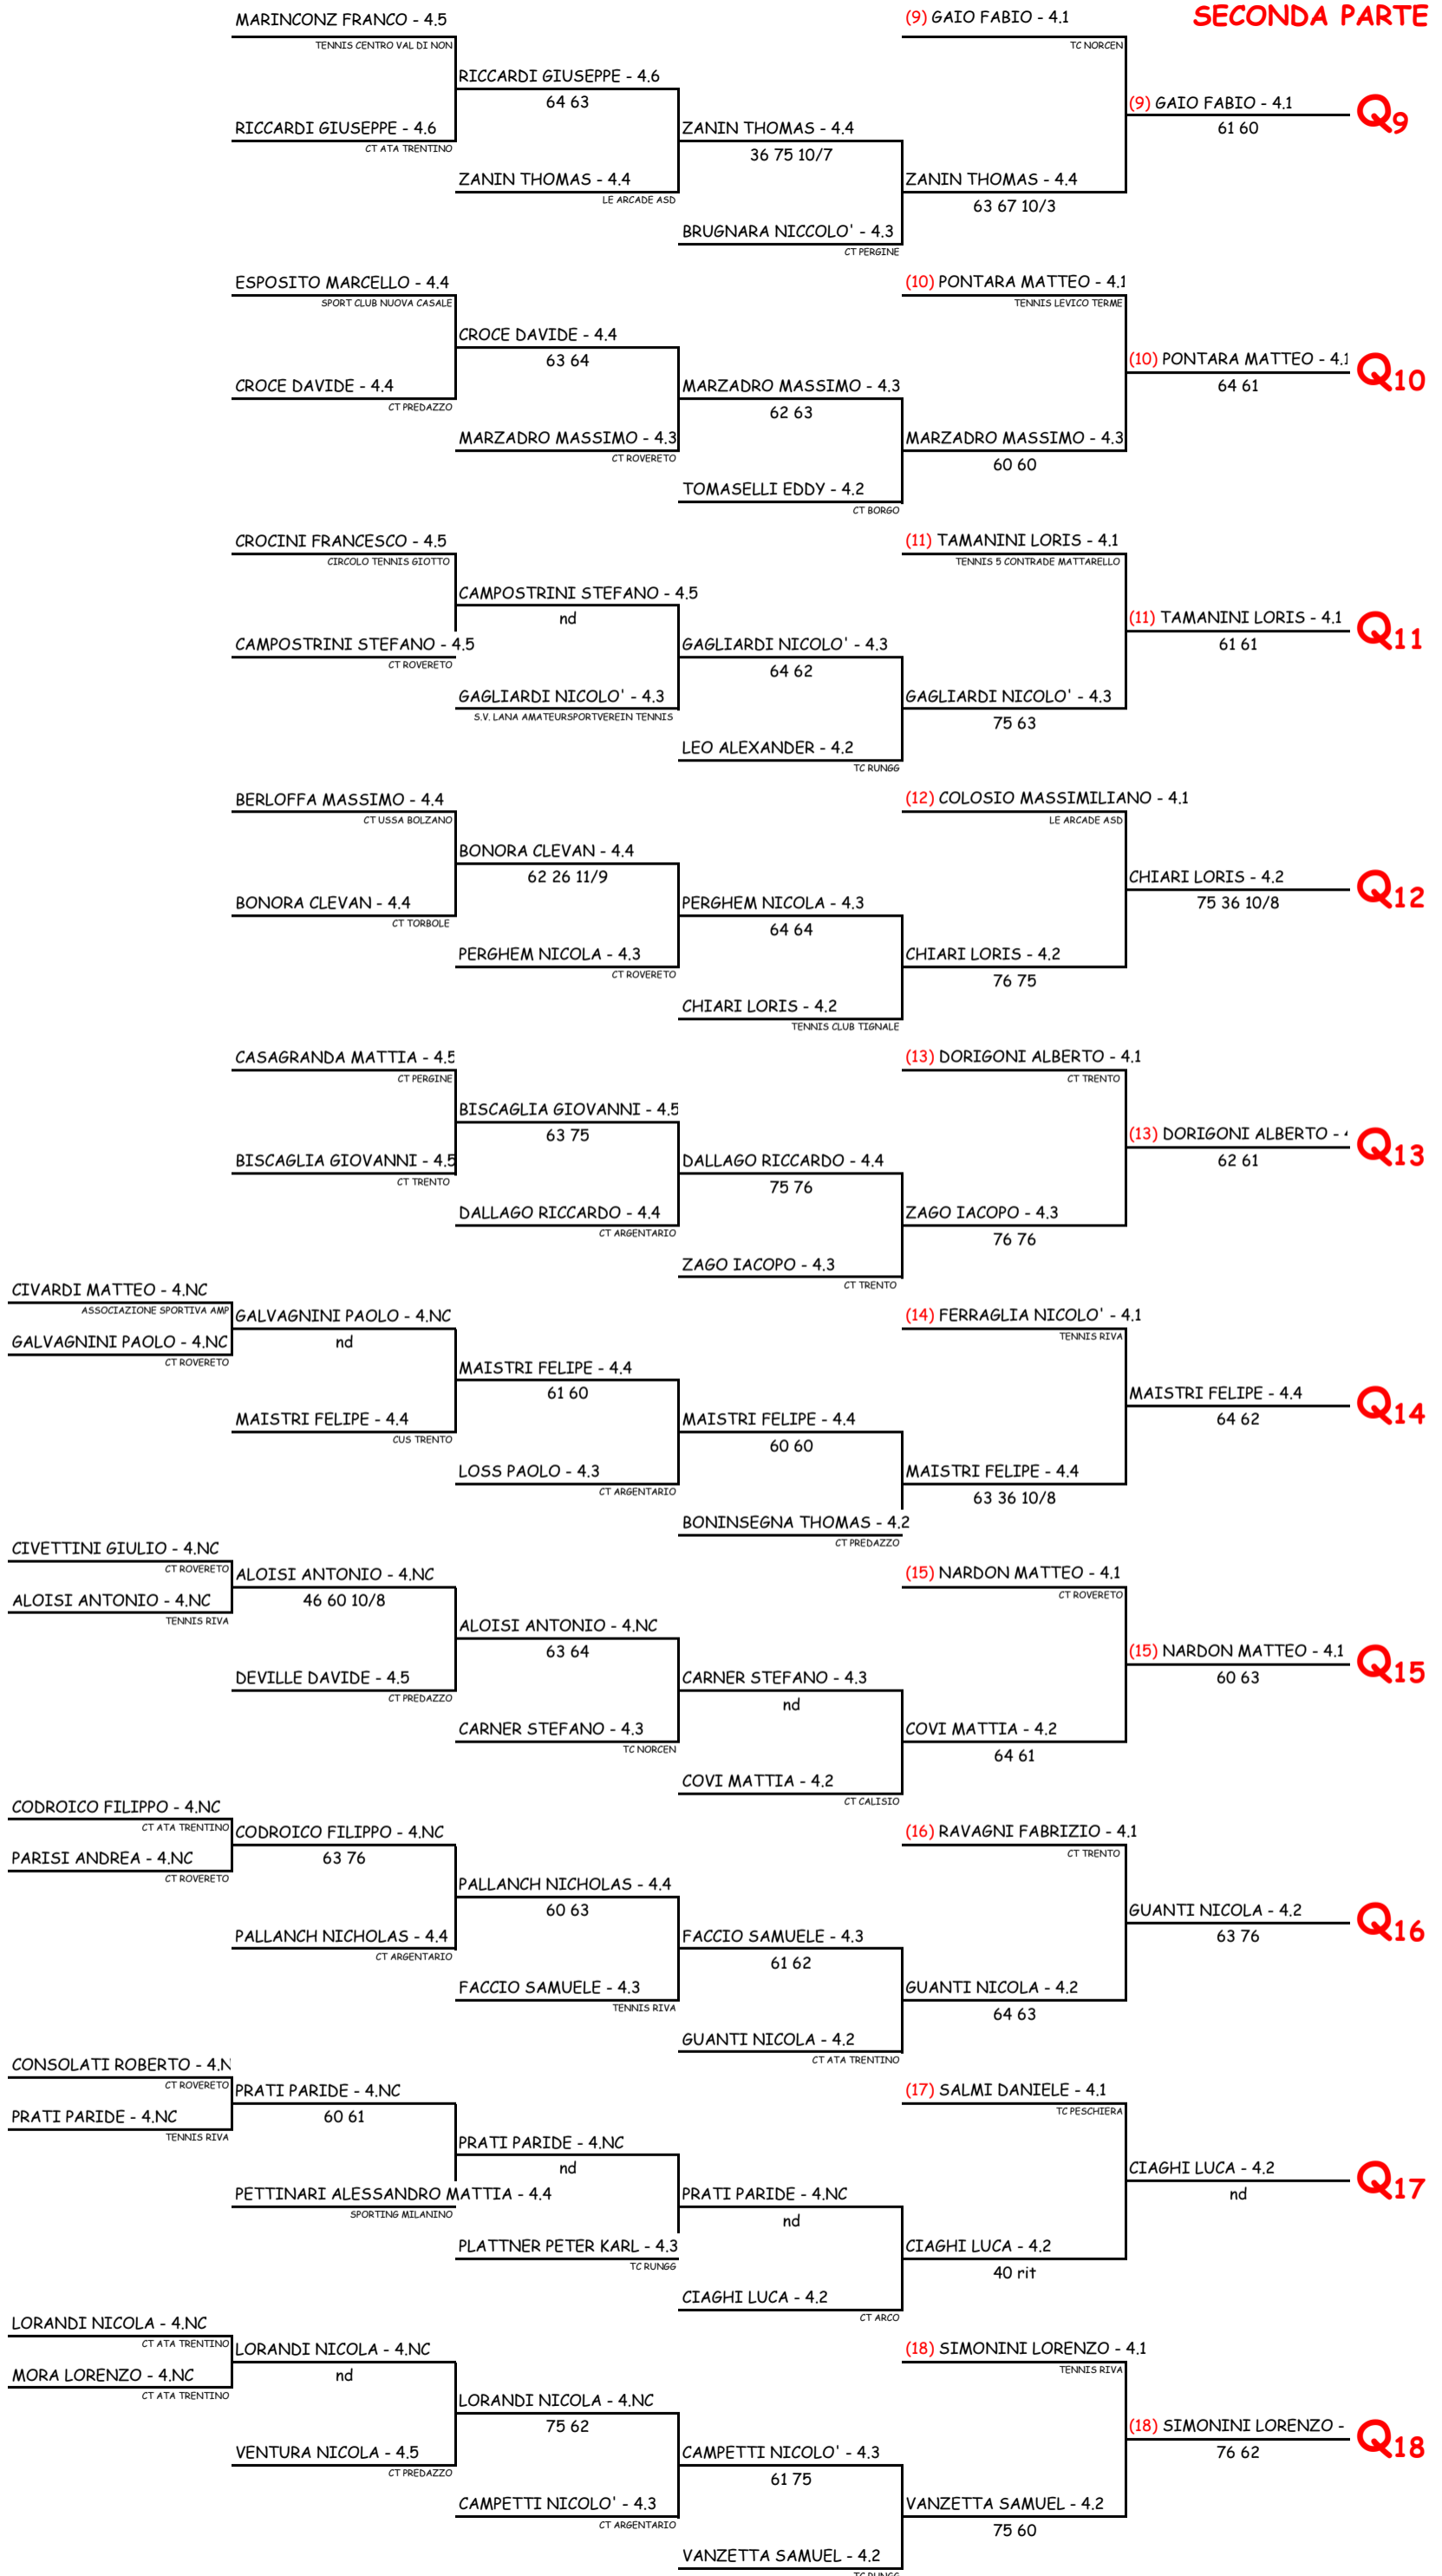 SECONDA PARTE
MARINCONZ FRANCO - 4.5
TENNIS CENTRO VAL DI NON
(9) GAIO FABIO - 4.1
TC NORCEN
RICCARDI GIUSEPPE - 4.6
64 63
(9) GAIO FABIO - 4.1
61 60
Q9
RICCARDI GIUSEPPE - 4.6
CT ATA TRENTINO
ZANIN THOMAS - 4.4
36 75 10/7
ZANIN THOMAS - 4.4
LE ARCADE ASD
ZANIN THOMAS - 4.4
63 67 10/3
BRUGNARA NICCOLO' - 4.3
CT PERGINE
ESPOSITO MARCELLO - 4.4
SPORT CLUB NUOVA CASALE
(10) PONTARA MATTEO - 4.1
TENNIS LEVICO TERME
CROCE DAVIDE - 4.4
63 64
(10) PONTARA MATTEO - 4.1
64 61
Q10
CROCE DAVIDE - 4.4
CT PREDAZZO
MARZADRO MASSIMO - 4.3
62 63
MARZADRO MASSIMO - 4.3
CT ROVERETO
MARZADRO MASSIMO - 4.3
60 60
TOMASELLI EDDY - 4.2
CT BORGO
CROCINI FRANCESCO - 4.5
CIRCOLO TENNIS GIOTTO
(11) TAMANINI LORIS - 4.1
TENNIS 5 CONTRADE MATTARELLO
CAMPOSTRINI STEFANO - 4.5
nd
(11) TAMANINI LORIS - 4.1
61 61
Q11
CAMPOSTRINI STEFANO - 4.5
CT ROVERETO
GAGLIARDI NICOLO' - 4.3
64 62
GAGLIARDI NICOLO' - 4.3
S.V. LANA AMATEURSPORTVEREIN TENNIS
GAGLIARDI NICOLO' - 4.3
75 63
LEO ALEXANDER - 4.2
TC RUNGG
BERLOFFA MASSIMO - 4.4
CT USSA BOLZANO
(12) COLOSIO MASSIMILIANO - 4.1
LE ARCADE ASD
BONORA CLEVAN - 4.4
62 26 11/9
CHIARI LORIS - 4.2
75 36 10/8
Q12
BONORA CLEVAN - 4.4
CT TORBOLE
PERGHEM NICOLA - 4.3
64 64
PERGHEM NICOLA - 4.3
CT ROVERETO
CHIARI LORIS - 4.2
76 75
CHIARI LORIS - 4.2
TENNIS CLUB TIGNALE
CASAGRANDA MATTIA - 4.5
CT PERGINE
(13) DORIGONI ALBERTO - 4.1
CT TRENTO
BISCAGLIA GIOVANNI - 4.5
63 75
(13) DORIGONI ALBERTO -
62 61
Q13
BISCAGLIA GIOVANNI - 4.5
CT TRENTO
DALLAGO RICCARDO - 4.4
75 76
DALLAGO RICCARDO - 4.4
CT ARGENTARIO
ZAGO IACOPO - 4.3
76 76
ZAGO IACOPO - 4.3
CT TRENTO
CIVARDI MATTEO - 4.NC
ASSOCIAZIONE SPORTIVA AMP
GALVAGNINI PAOLO - 4.NC
nd
(14) FERRAGLIA NICOLO' - 4.1
TENNIS RIVA
GALVAGNINI PAOLO - 4.NC
CT ROVERETO
MAISTRI FELIPE - 4.4
61 60
MAISTRI FELIPE - 4.4
64 62
Q14
MAISTRI FELIPE - 4.4
CUS TRENTO
MAISTRI FELIPE - 4.4
60 60
LOSS PAOLO - 4.3
CT ARGENTARIO
MAISTRI FELIPE - 4.4
63 36 10/8
BONINSEGNA THOMAS - 4.2
CT PREDAZZO
CIVETTINI GIULIO - 4.NC
CT ROVERETO
ALOISI ANTONIO - 4.NC
46 60 10/8
(15) NARDON MATTEO - 4.1
CT ROVERETO
ALOISI ANTONIO - 4.NC
TENNIS RIVA
ALOISI ANTONIO - 4.NC
63 64
(15) NARDON MATTEO - 4.1
60 63
Q15
DEVILLE DAVIDE - 4.5
CT PREDAZZO
CARNER STEFANO - 4.3
nd
CARNER STEFANO - 4.3
TC NORCEN
COVI MATTIA - 4.2
64 61
COVI MATTIA - 4.2
CT CALISIO
CODROICO FILIPPO - 4.NC
CT ATA TRENTINO
CODROICO FILIPPO - 4.NC
63 76
(16) RAVAGNI FABRIZIO - 4.1
CT TRENTO
PARISI ANDREA - 4.NC
CT ROVERETO
PALLANCH NICHOLAS - 4.4
60 63
GUANTI NICOLA - 4.2
63 76
Q16
PALLANCH NICHOLAS - 4.4
CT ARGENTARIO
FACCIO SAMUELE - 4.3
61 62
FACCIO SAMUELE - 4.3
TENNIS RIVA
GUANTI NICOLA - 4.2
64 63
GUANTI NICOLA - 4.2
CT ATA TRENTINO
CONSOLATI ROBERTO - 4.N
CT ROVERETO
PRATI PARIDE - 4.NC
60 61
(17) SALMI DANIELE - 4.1
TC PESCHIERA
PRATI PARIDE - 4.NC
TENNIS RIVA
PRATI PARIDE - 4.NC
nd
CIAGHI LUCA - 4.2
nd
Q17
PETTINARI ALESSANDRO MATTIA - 4.4
SPORTING MILANINO
PRATI PARIDE - 4.NC
nd
PLATTNER PETER KARL - 4.3
TC RUNGG
CIAGHI LUCA - 4.2
40 rit
CIAGHI LUCA - 4.2
CT ARCO
LORANDI NICOLA - 4.NC
CT ATA TRENTINO
LORANDI NICOLA - 4.NC
nd
(18) SIMONINI LORENZO - 4.1
TENNIS RIVA
MORA LORENZO - 4.NC
CT ATA TRENTINO
LORANDI NICOLA - 4.NC
75 62
(18) SIMONINI LORENZO -
76 62
Q18
VENTURA NICOLA - 4.5
CT PREDAZZO
CAMPETTI NICOLO' - 4.3
61 75
CAMPETTI NICOLO' - 4.3
CT ARGENTARIO
VANZETTA SAMUEL - 4.2
75 60
VANZETTA SAMUEL - 4.2